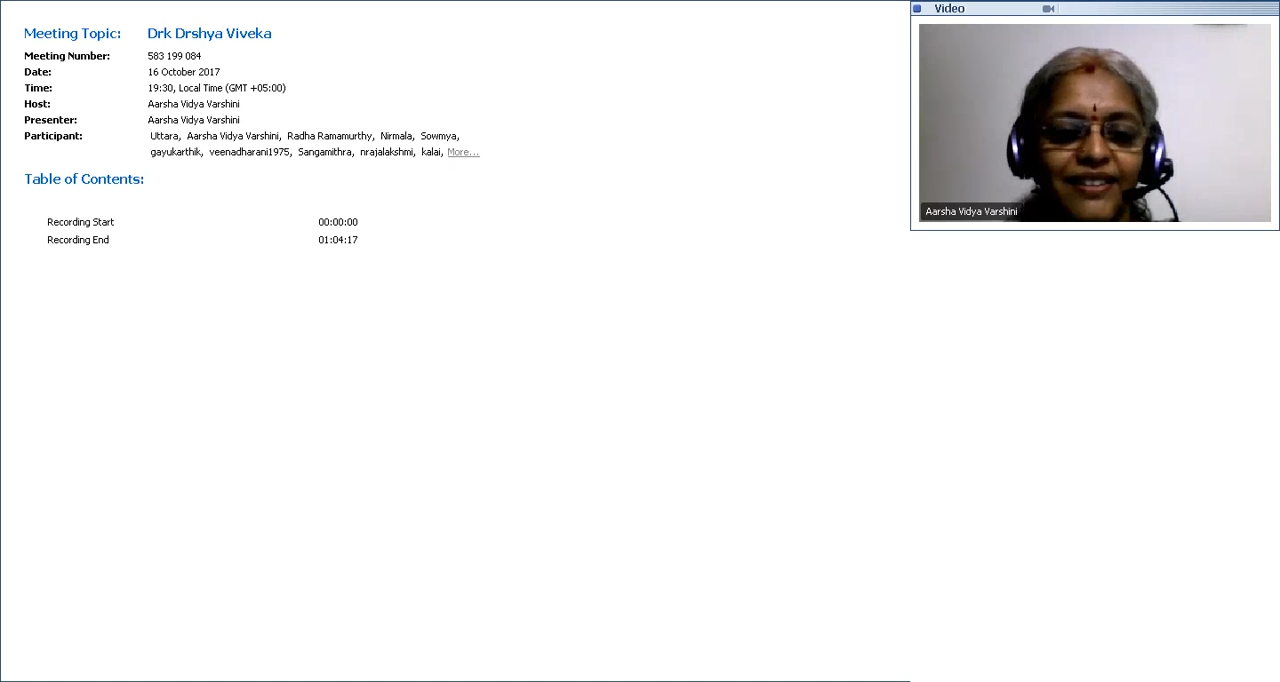 Meeting Topic: Drk Drshya Viveka
Meeting Number: 583 199 084
Date: 16 October 2017
Time: 19:30, Local Time (GMT +05:00)
Host: Aarsha Vidya Varshini
Presenter: Aarsha Vidya Varshini
Participant: Uttara, Aarsha Vidya Varshini, Radha Ramamurthy, Nirmala, Sowmya,
gayukarthik, veenadharani1975, Sangamithra, nrajalakshmi, kalai, More...
Table of Contents:
Recording Start 00:00:00
Recording End 01:04:17
Video
Aarsha Vidya Varshini